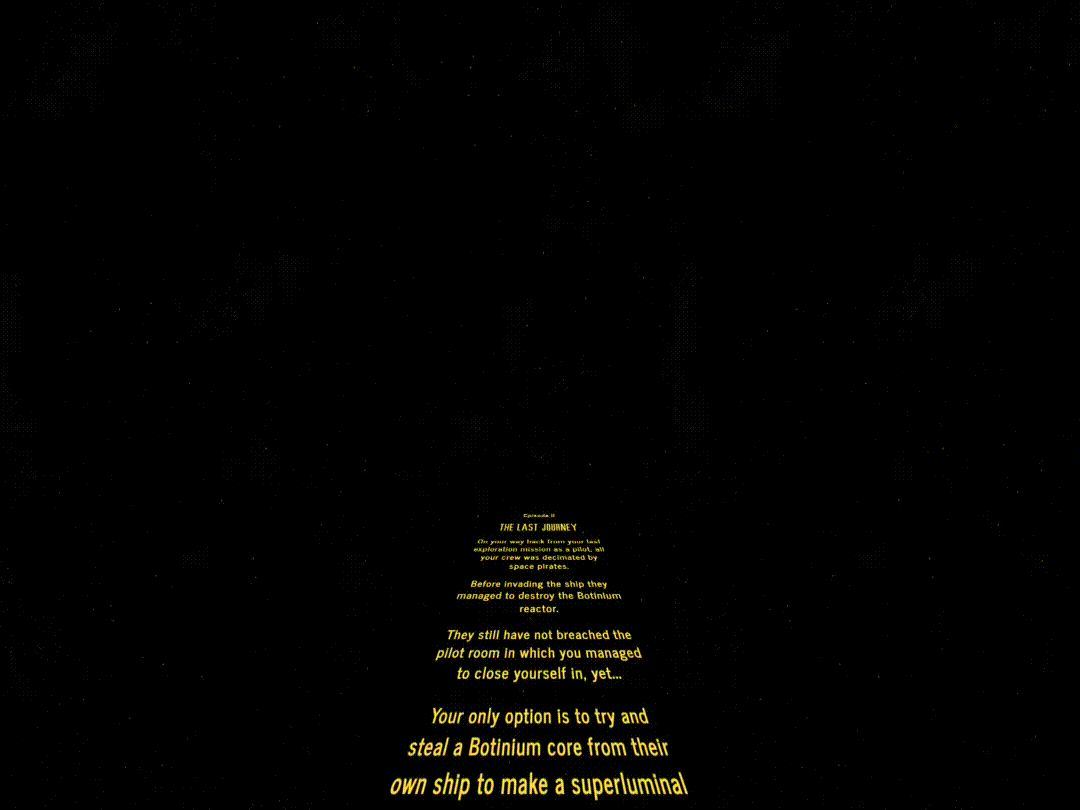 Episode II
THE LAST JOURNEY
On your way back from your last
exploration mission as a pilot, all
your crew was decimated by
space pirates.
Before invading the ship they
managed to destroy the Botinium
reactor.
They still have not breached the
pilot room in which you managed
to close yourself in, yet...
Your only option is to try and
steal a Botinium core from their
own ship to make a superluminal